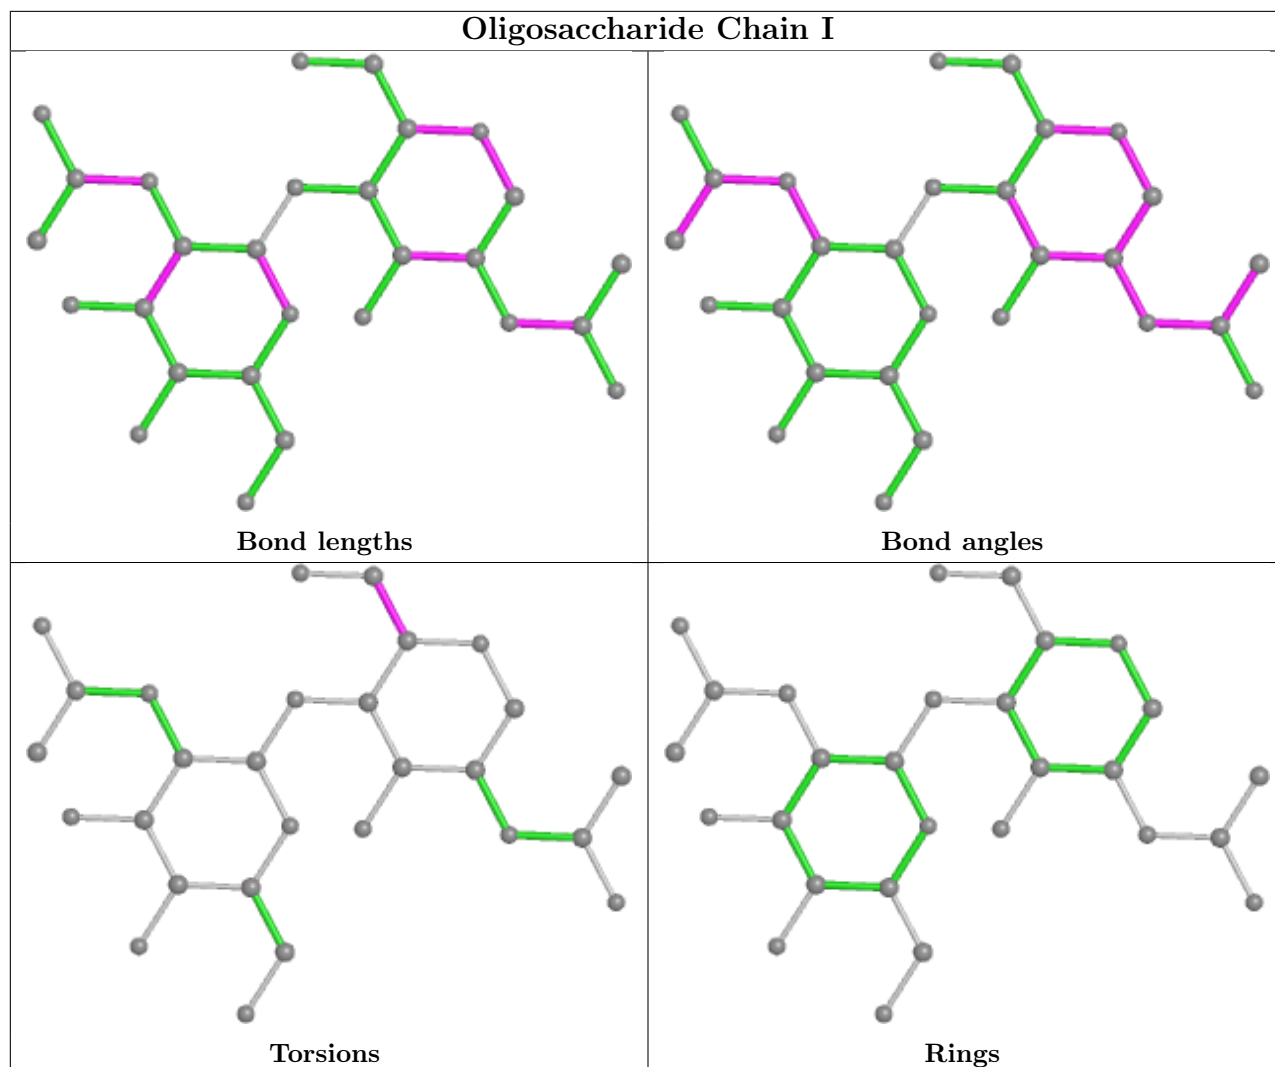 Oligosaccharide Chain I
Bond lengths
Bond angles
Torsions
Rings